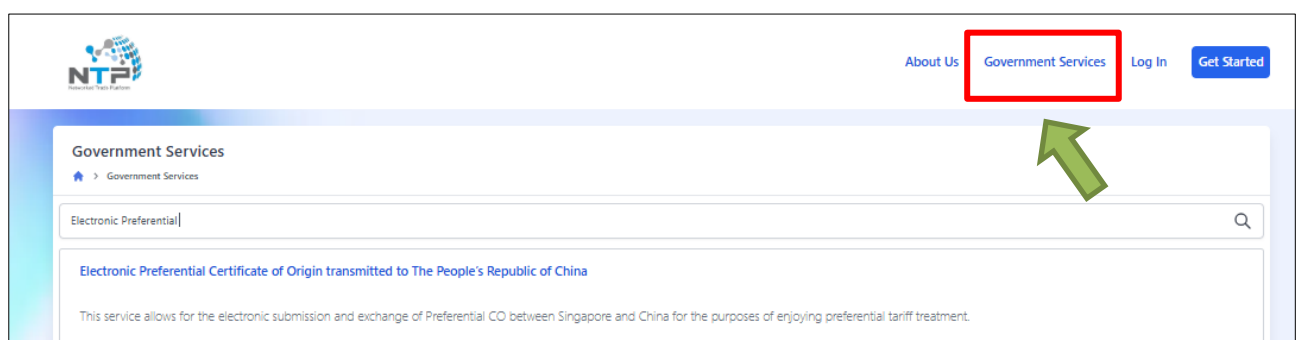 NTP
Networked Trade Platform
About Us Government Services Log In Get Started
Government Services
> Government Services
Electronic Preferential
Electronic Preferential Certificate of Origin transmitted to The People's Republic of China
This service allows for the electronic submission and exchange of Preferential CO between Singapore and China for the purposes of enjoying preferential tariff treatment.